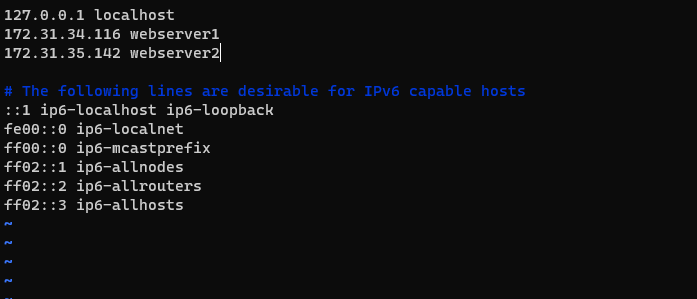 127.0.0.1 localhost
172.31.34.116 webserver1
172.31.35.142 webserver2

# The following lines are desirable for IPv6 capable hosts
::1 ip6-localhost ip6-loopback
fe00::0 ip6-localnet
ff00::0 ip6-mcastprefix
ff02::1 ip6-allnodes
ff02::2 ip6-allrouters
ff02::3 ip6-allhosts
~
~
~
~
~